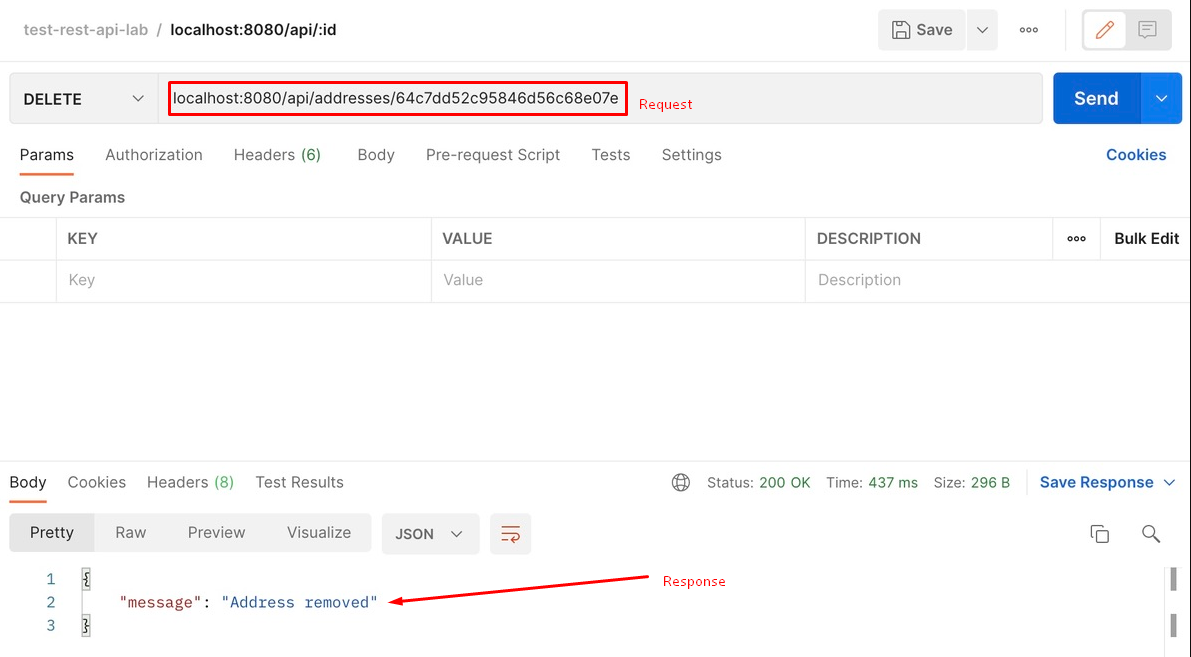 test-rest-api-lab / localhost:8080/api/:id Save ooo
DELETE localhost:8080/api/addresses/64c7dd52c95846d56c68e07e Request Send
Params Authorization Headers (6) Body Pre-request Script Tests Settings Cookies
Query Params
KEY VALUE DESCRIPTION ooo Bulk Edit
Key Value Description
Body Cookies Headers (8) Test Results Status: 200 OK Time: 437 ms Size: 296 B Save Response
Pretty Raw Preview Visualize JSON
1 {
2 "message": "Address removed" Response
3 }